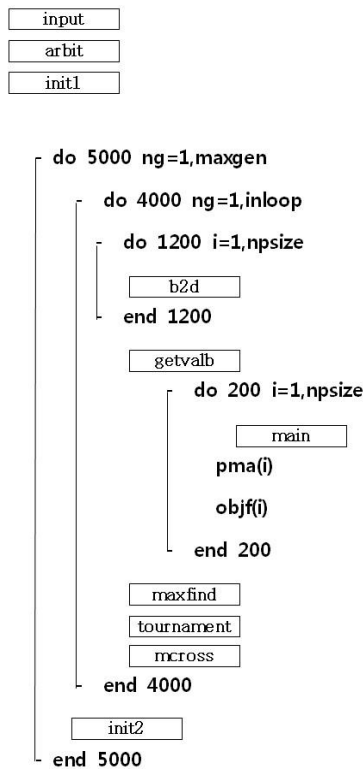 input
arbit
init1
do 5000 ng=1,maxgen
do 4000 ng=1,inloop
do 1200 i=1,npsize
b2d
end 1200
getvalb
do 200 i=1,npsize
main
pma(i)
objf(i)
end 200
maxfind
tournament
mcross
end 4000
init2
end 5000